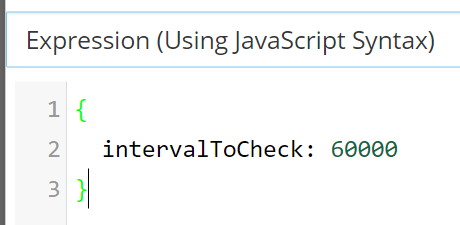 Expression (Using JavaScript Syntax)
1 {
2   intervalToCheck: 60000
3 }